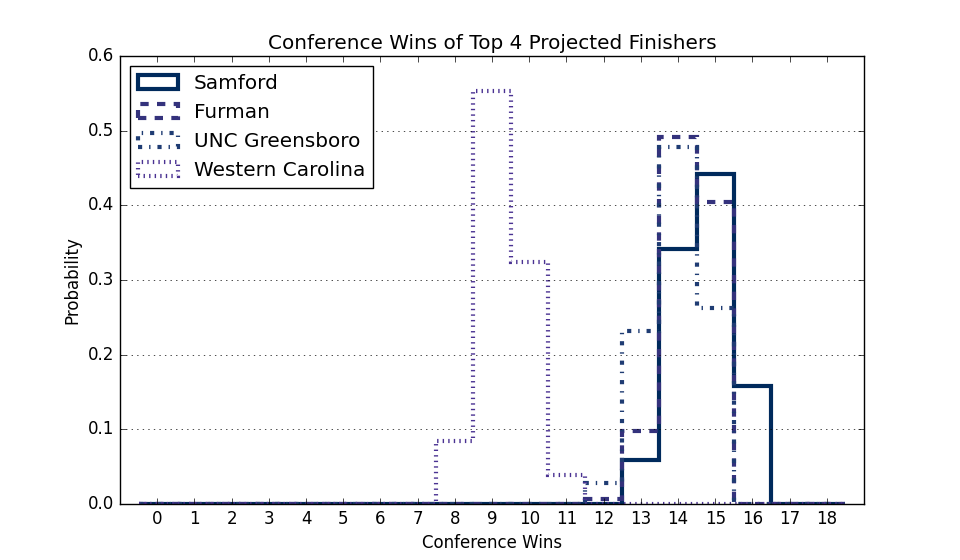 Conference Wins of Top 4 Projected Finishers
0.6
0.5
0.4
0.3
0.2
0.1
0.0
Probability
Samford
Furman
UNC Greensboro
Western Carolina
0 1 2 3 4 5 6 7 8 9 10 11 12 13 14 15 16 17 18
Conference Wins